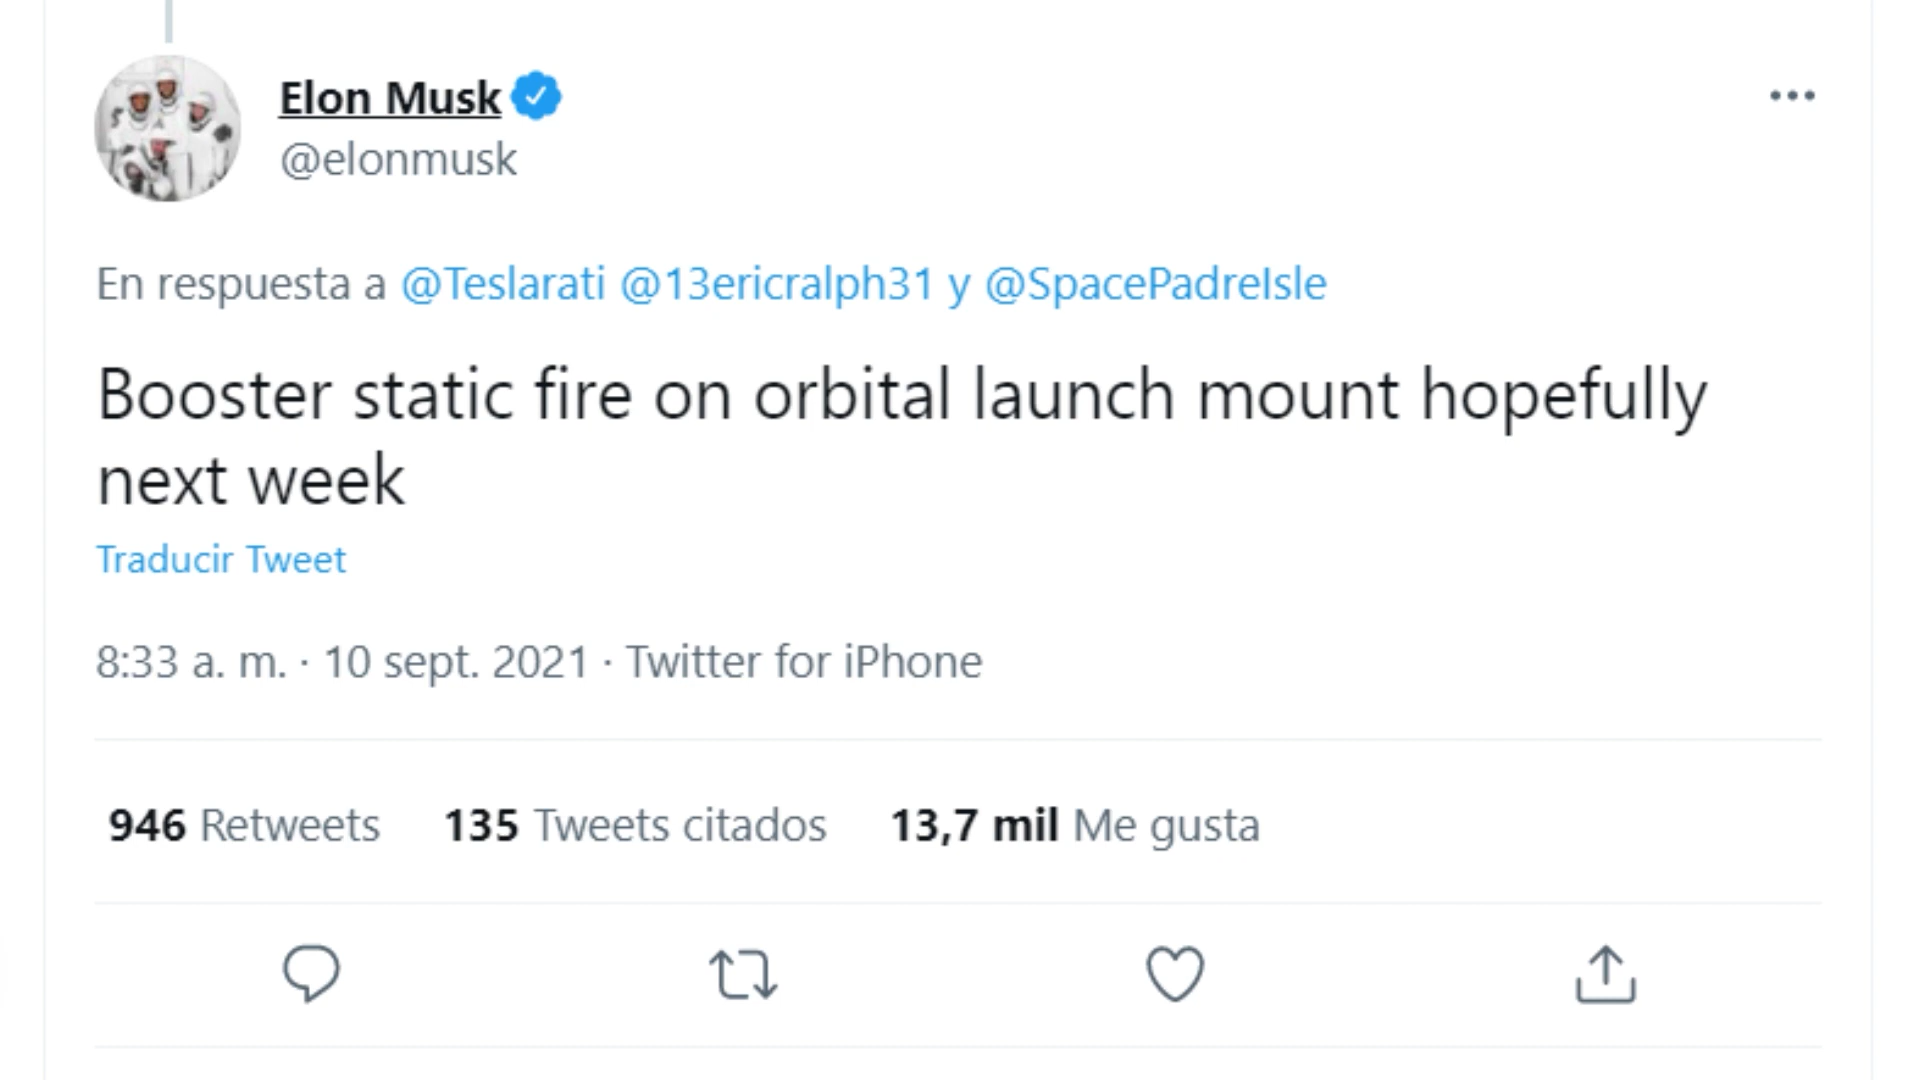 Elon Musk
@elonmusk
En respuesta a @Teslarati @13ericralph31 y @SpacePadreIsle
Booster static fire on orbital launch mount hopefully
next week
Traducir Tweet
8:33 a. m. · 10 sept. 2021 · Twitter for iPhone
946 Retweets 135 Tweets citados 13,7 mil Me gusta